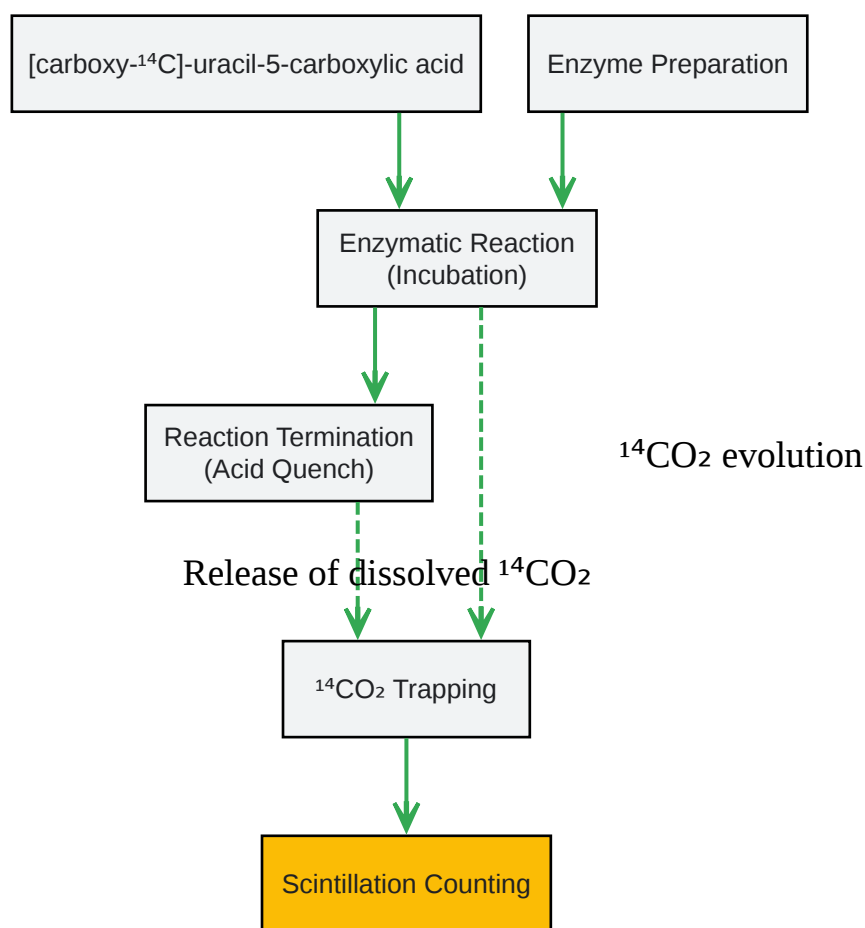 [carboxy-¹⁴C]-uracil-5-carboxylic acid
Enzyme Preparation
Enzymatic Reaction
(Incubation)
Reaction Termination
(Acid Quench)
¹⁴CO₂ evolution
Release of dissolved ¹⁴CO₂
¹⁴CO₂ Trapping
Scintillation Counting